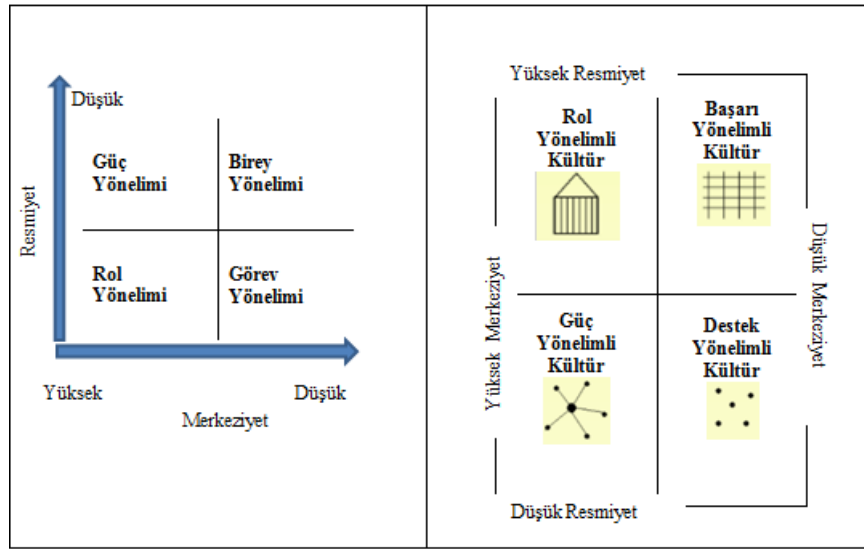 Düşük
Resmiyet
Güç
Yönelimi
Birey
Yönelimi
Rol
Yönelimi
Görev
Yönelimi
Yüksek
Düşük
Merkeziyet
Yüksek Resmiyet
Yüksek Merkeziyet
Rol
Yönelimli
Kültür
Başarı
Yönelimli
Kültür
Güç
Yönelimli
Kültür
Destek
Yönelimli
Kültür
Düşük Merkeziyet
Düşük Resmiyet